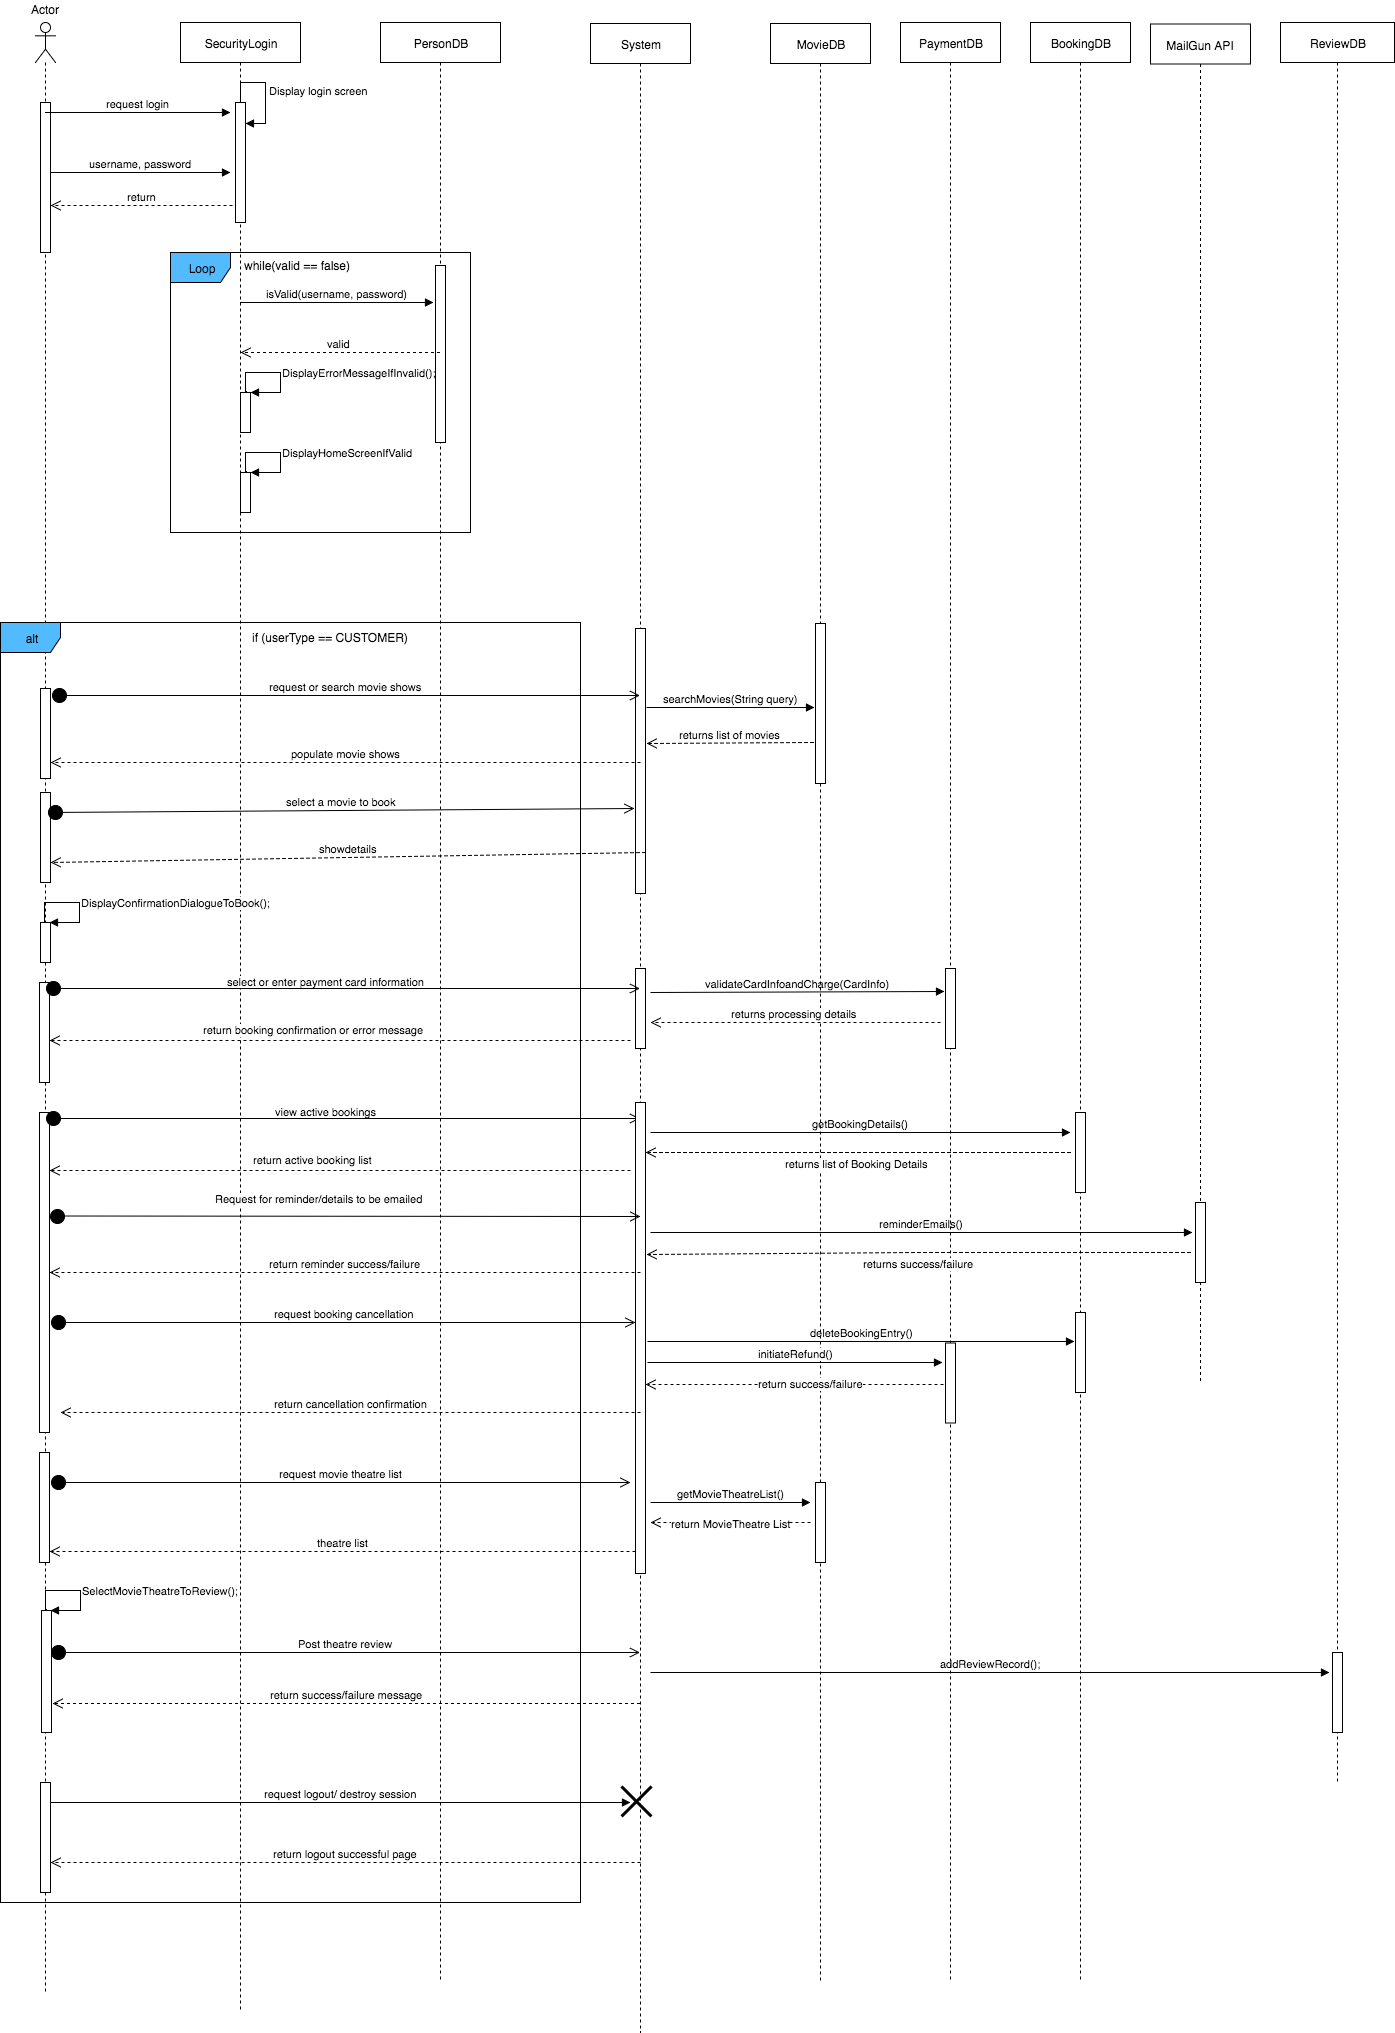 Actor
SecurityLogin
PersonDB
System
MovieDB
PaymentDB
BookingDB
MailGun API
ReviewDB
Display login screen
request login
username, password
return
Loop
while(valid == false)
isValid(username, password)
valid
DisplayErrorMessageIfInvalid();
DisplayHomeScreenIfValid
alt
if (userType == CUSTOMER)
request or search movie shows
searchMovies(String query)
returns list of movies
populate movie shows
select a movie to book
showdetails
DisplayConfirmationDialogueToBook();
select or enter payment card information
validateCardInfoandCharge(CardInfo)
returns processing details
return booking confirmation or error message
view active bookings
getBookingDetails()
return active booking list
returns list of Booking Details
Request for reminder/details to be emailed
reminderEmails()
return reminder success/failure
returns success/failure
request booking cancellation
deleteBookingEntry()
initiateRefund()
return success/failure
return cancellation confirmation
request movie theatre list
getMovieTheatreList()
return MovieTheatre List
theatre list
SelectMovieTheatreToReview();
Post theatre review
addReviewRecord();
return success/failure message
request logout/ destroy session
return logout successful page